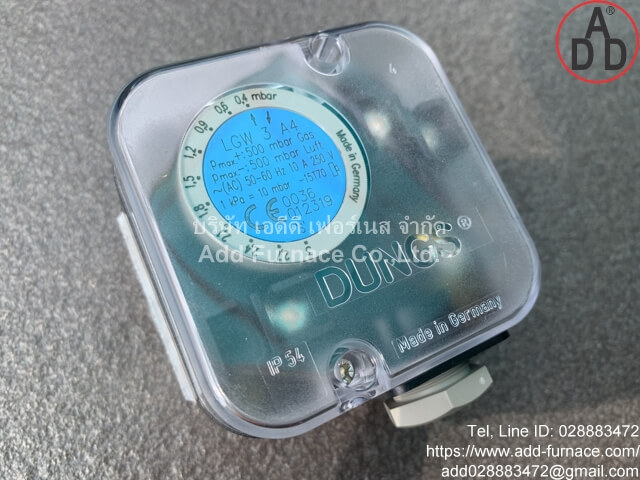 ADD
0,4 mbar
0,6
0,9
1,2
1,5
1,8
Made in Germany
LGW 3 A4
Pmax+:500 mbar Gas
Pmax-:500 mbar Luft
~(AC) 50-60 Hz 10 A 250 V
1 kPa = 10 mbar -15170
CE 0036
012319
บริษัท เอดีดี เฟอร์เนส จำกัด
Add-Furnace Co.,Ltd.
DUNGS®
Made in Germany
IP 54
Tel, Line ID: 028883472
https://www.add-furnace.com/
add028883472@gmail.com